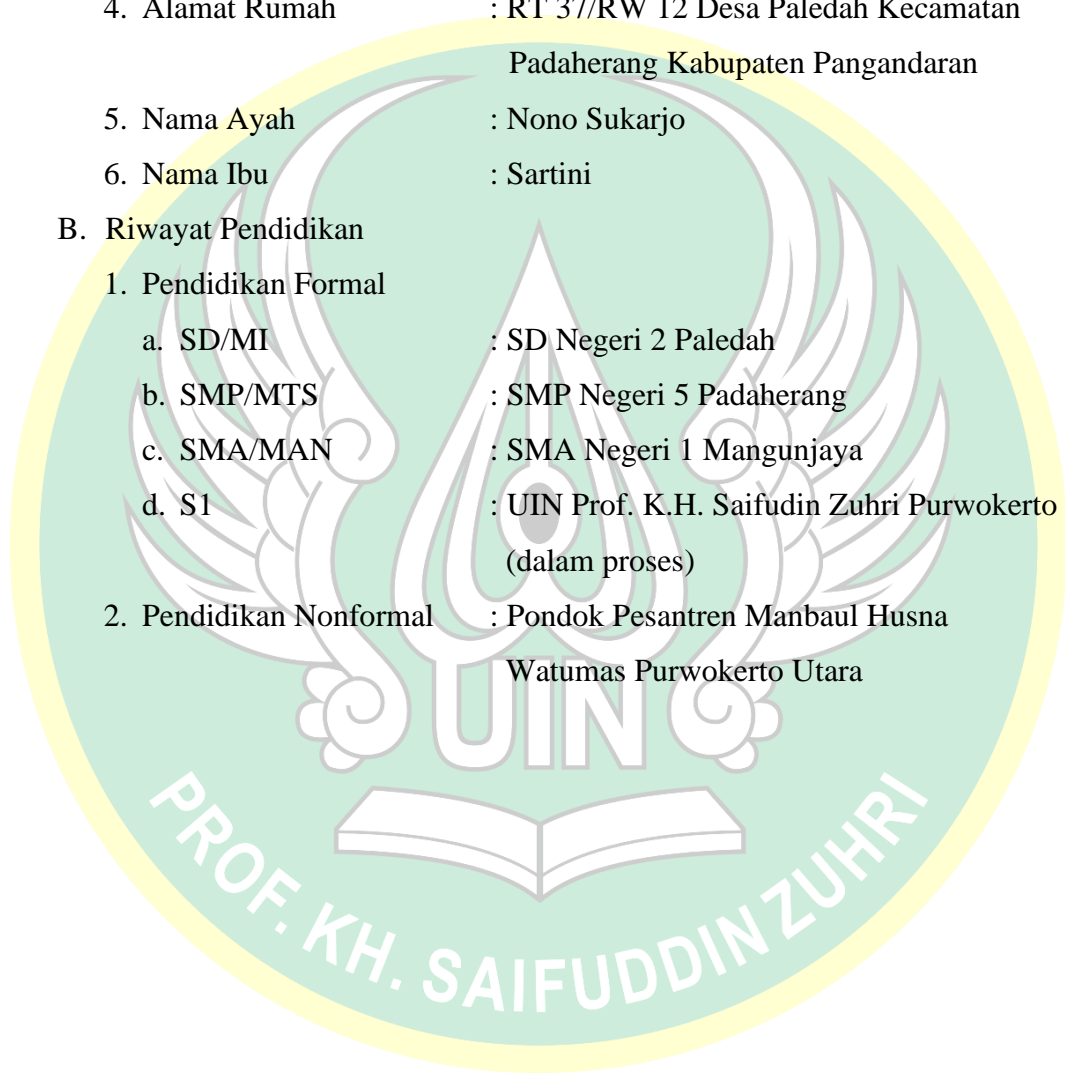 4. Alamat Rumah : RT 37/RW 12 Desa Paledah Kecamatan
Padaherang Kabupaten Pangandaran
5. Nama Ayah : Nono Sukarjo
6. Nama Ibu : Sartini
B. Riwayat Pendidikan
1. Pendidikan Formal
a. SD/MI : SD Negeri 2 Paledah
b. SMP/MTS : SMP Negeri 5 Padaherang
c. SMA/MAN : SMA Negeri 1 Mangunjaya
d. S1 : UIN Prof. K.H. Saifudin Zuhri Purwokerto
(dalam proses)
2. Pendidikan Nonformal : Pondok Pesantren Manbaul Husna
Watumas Purwokerto Utara
UIN
PROF. KH. SAIFUDDIN ZUHRI